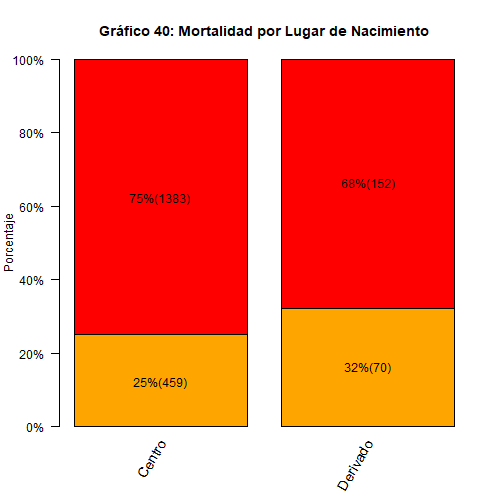 Gráfico 40: Mortalidad por Lugar de Nacimiento
Porcentaje
100%
80%
60%
40%
20%
0%
75%(1383)
25%(459)
68%(152)
32%(70)
Centro
Derivado